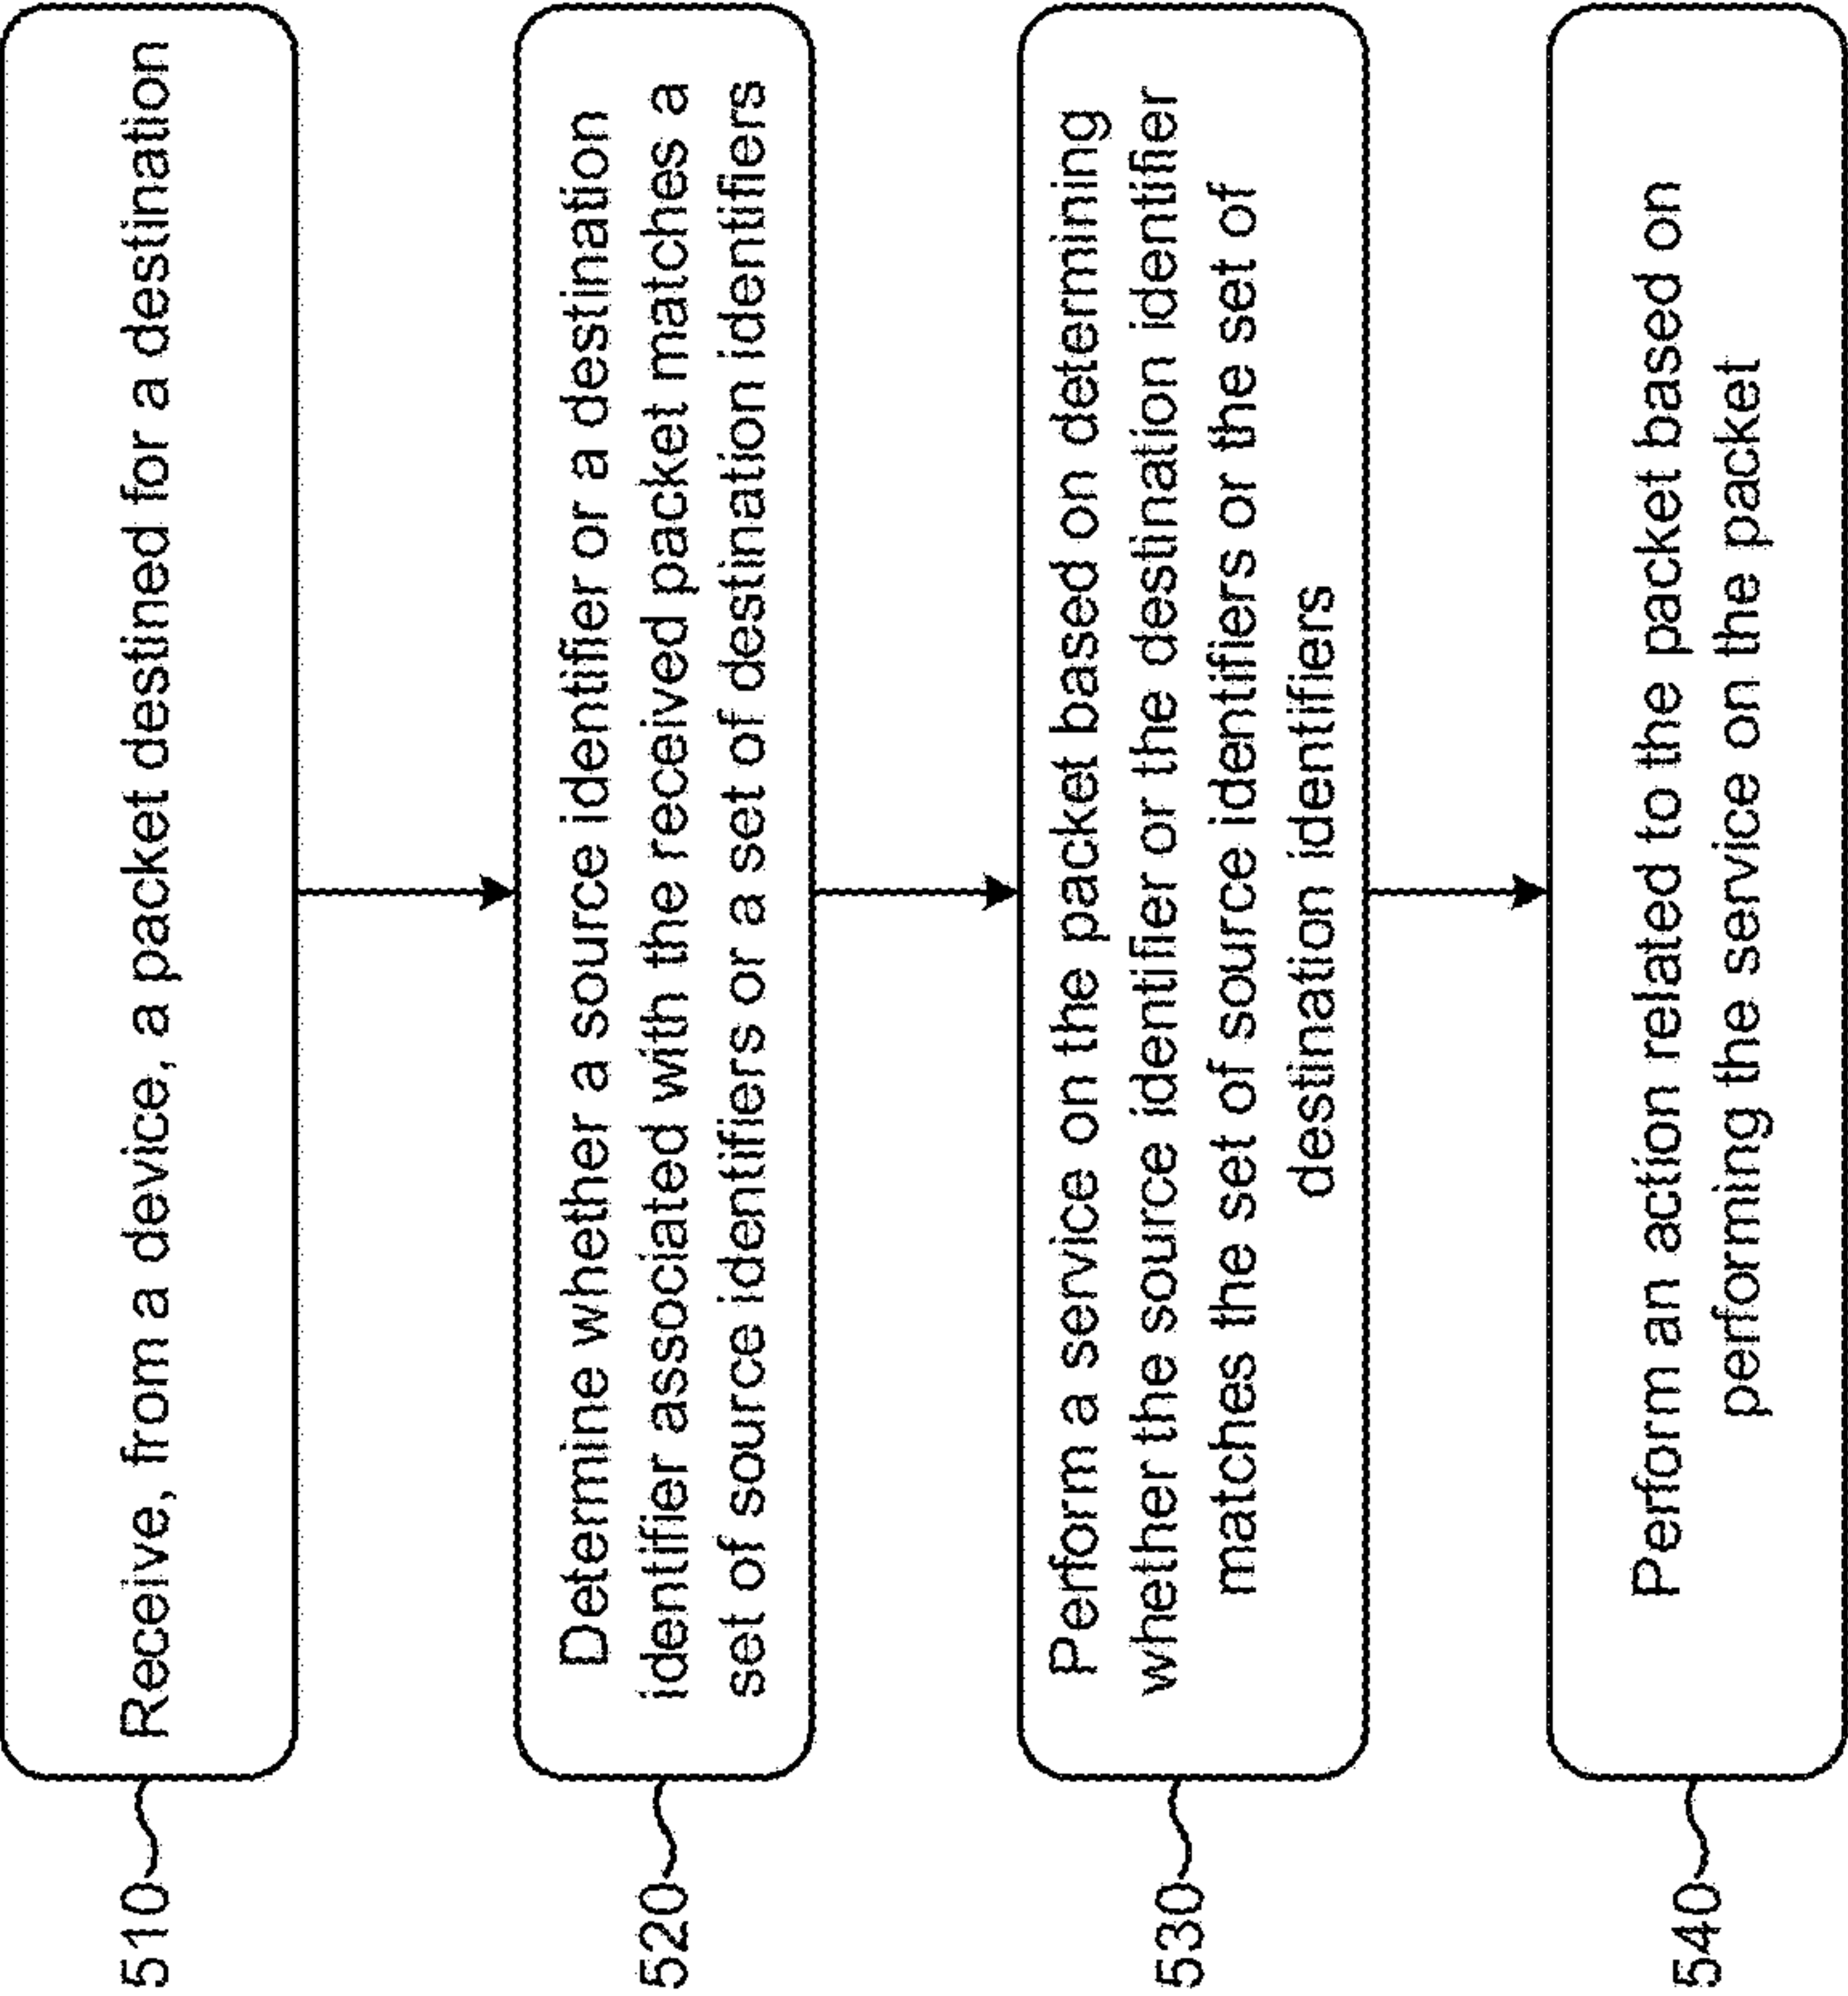 510
Receive, from a device, a packet destined for a destination
520
Determine whether a source identifier or a destination
identifier associated with the received packet matches a
set of source identifiers or a set of destination identifiers
530
Perform a service on the packet based on determining
whether the source identifier or the destination identifier
matches the set of source identifiers or the set of
destination identifiers
540
Perform an action related to the packet based on
performing the service on the packet